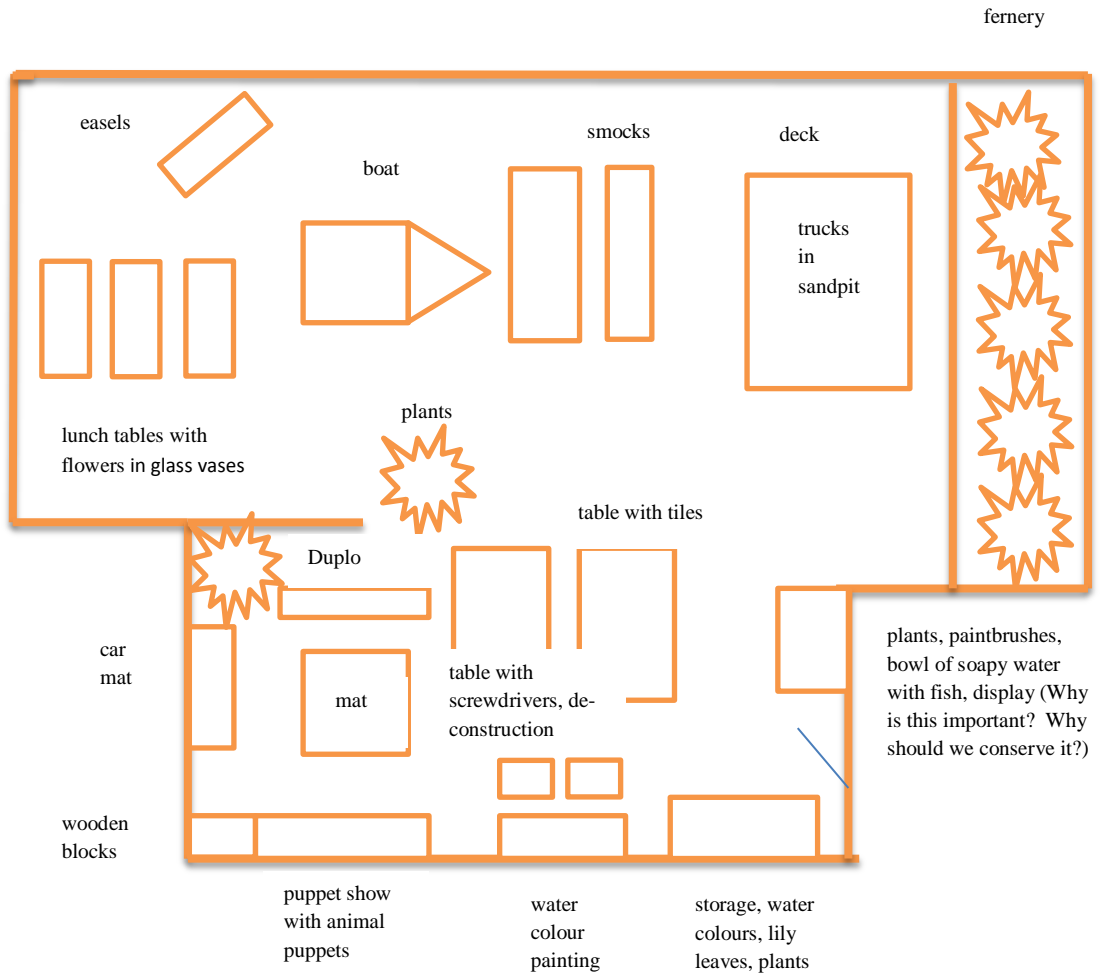 fernery
easels
smocks
deck
boat
trucks
in
sandpit
plants
lunch tables with
flowers in glass vases
table with tiles
Duplo
plants, paintbrushes,
bowl of soapy water
with fish, display (Why
is this important?  Why
should we conserve it?)
car
mat
mat
table with
screwdrivers, de-
construction
wooden
blocks
puppet show
with animal
puppets
water
colour
painting
storage, water
colours, lily
leaves, plants